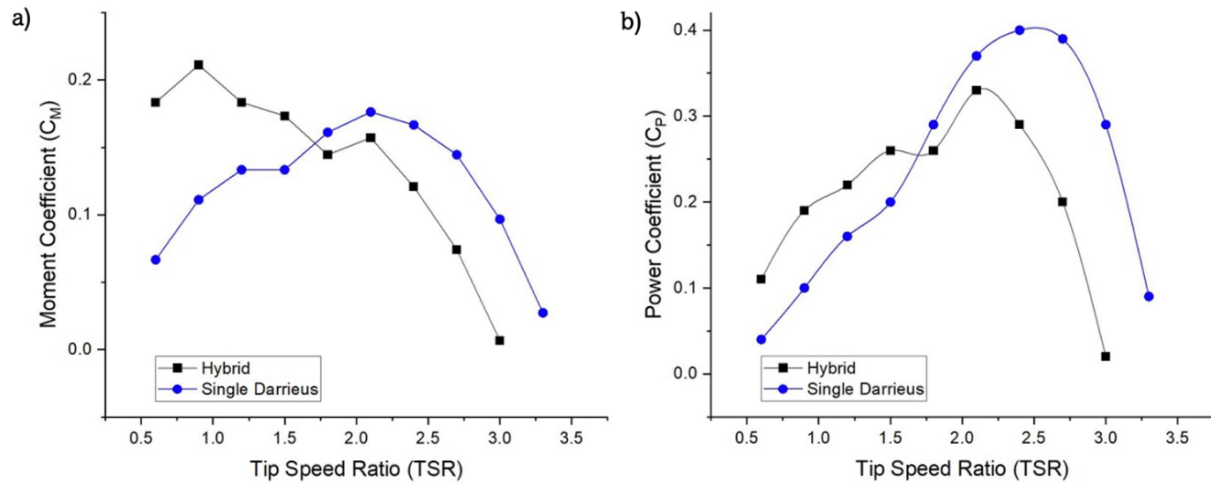 a)
Moment Coefficient (C_M)
0.2
0.1
0.0
Hybrid
Single Darrieus
0.5 1.0 1.5 2.0 2.5 3.0 3.5
Tip Speed Ratio (TSR)
b)
Power Coefficient (C_P)
0.4
0.3
0.2
0.1
0.0
Hybrid
Single Darrieus
0.5 1.0 1.5 2.0 2.5 3.0 3.5
Tip Speed Ratio (TSR)